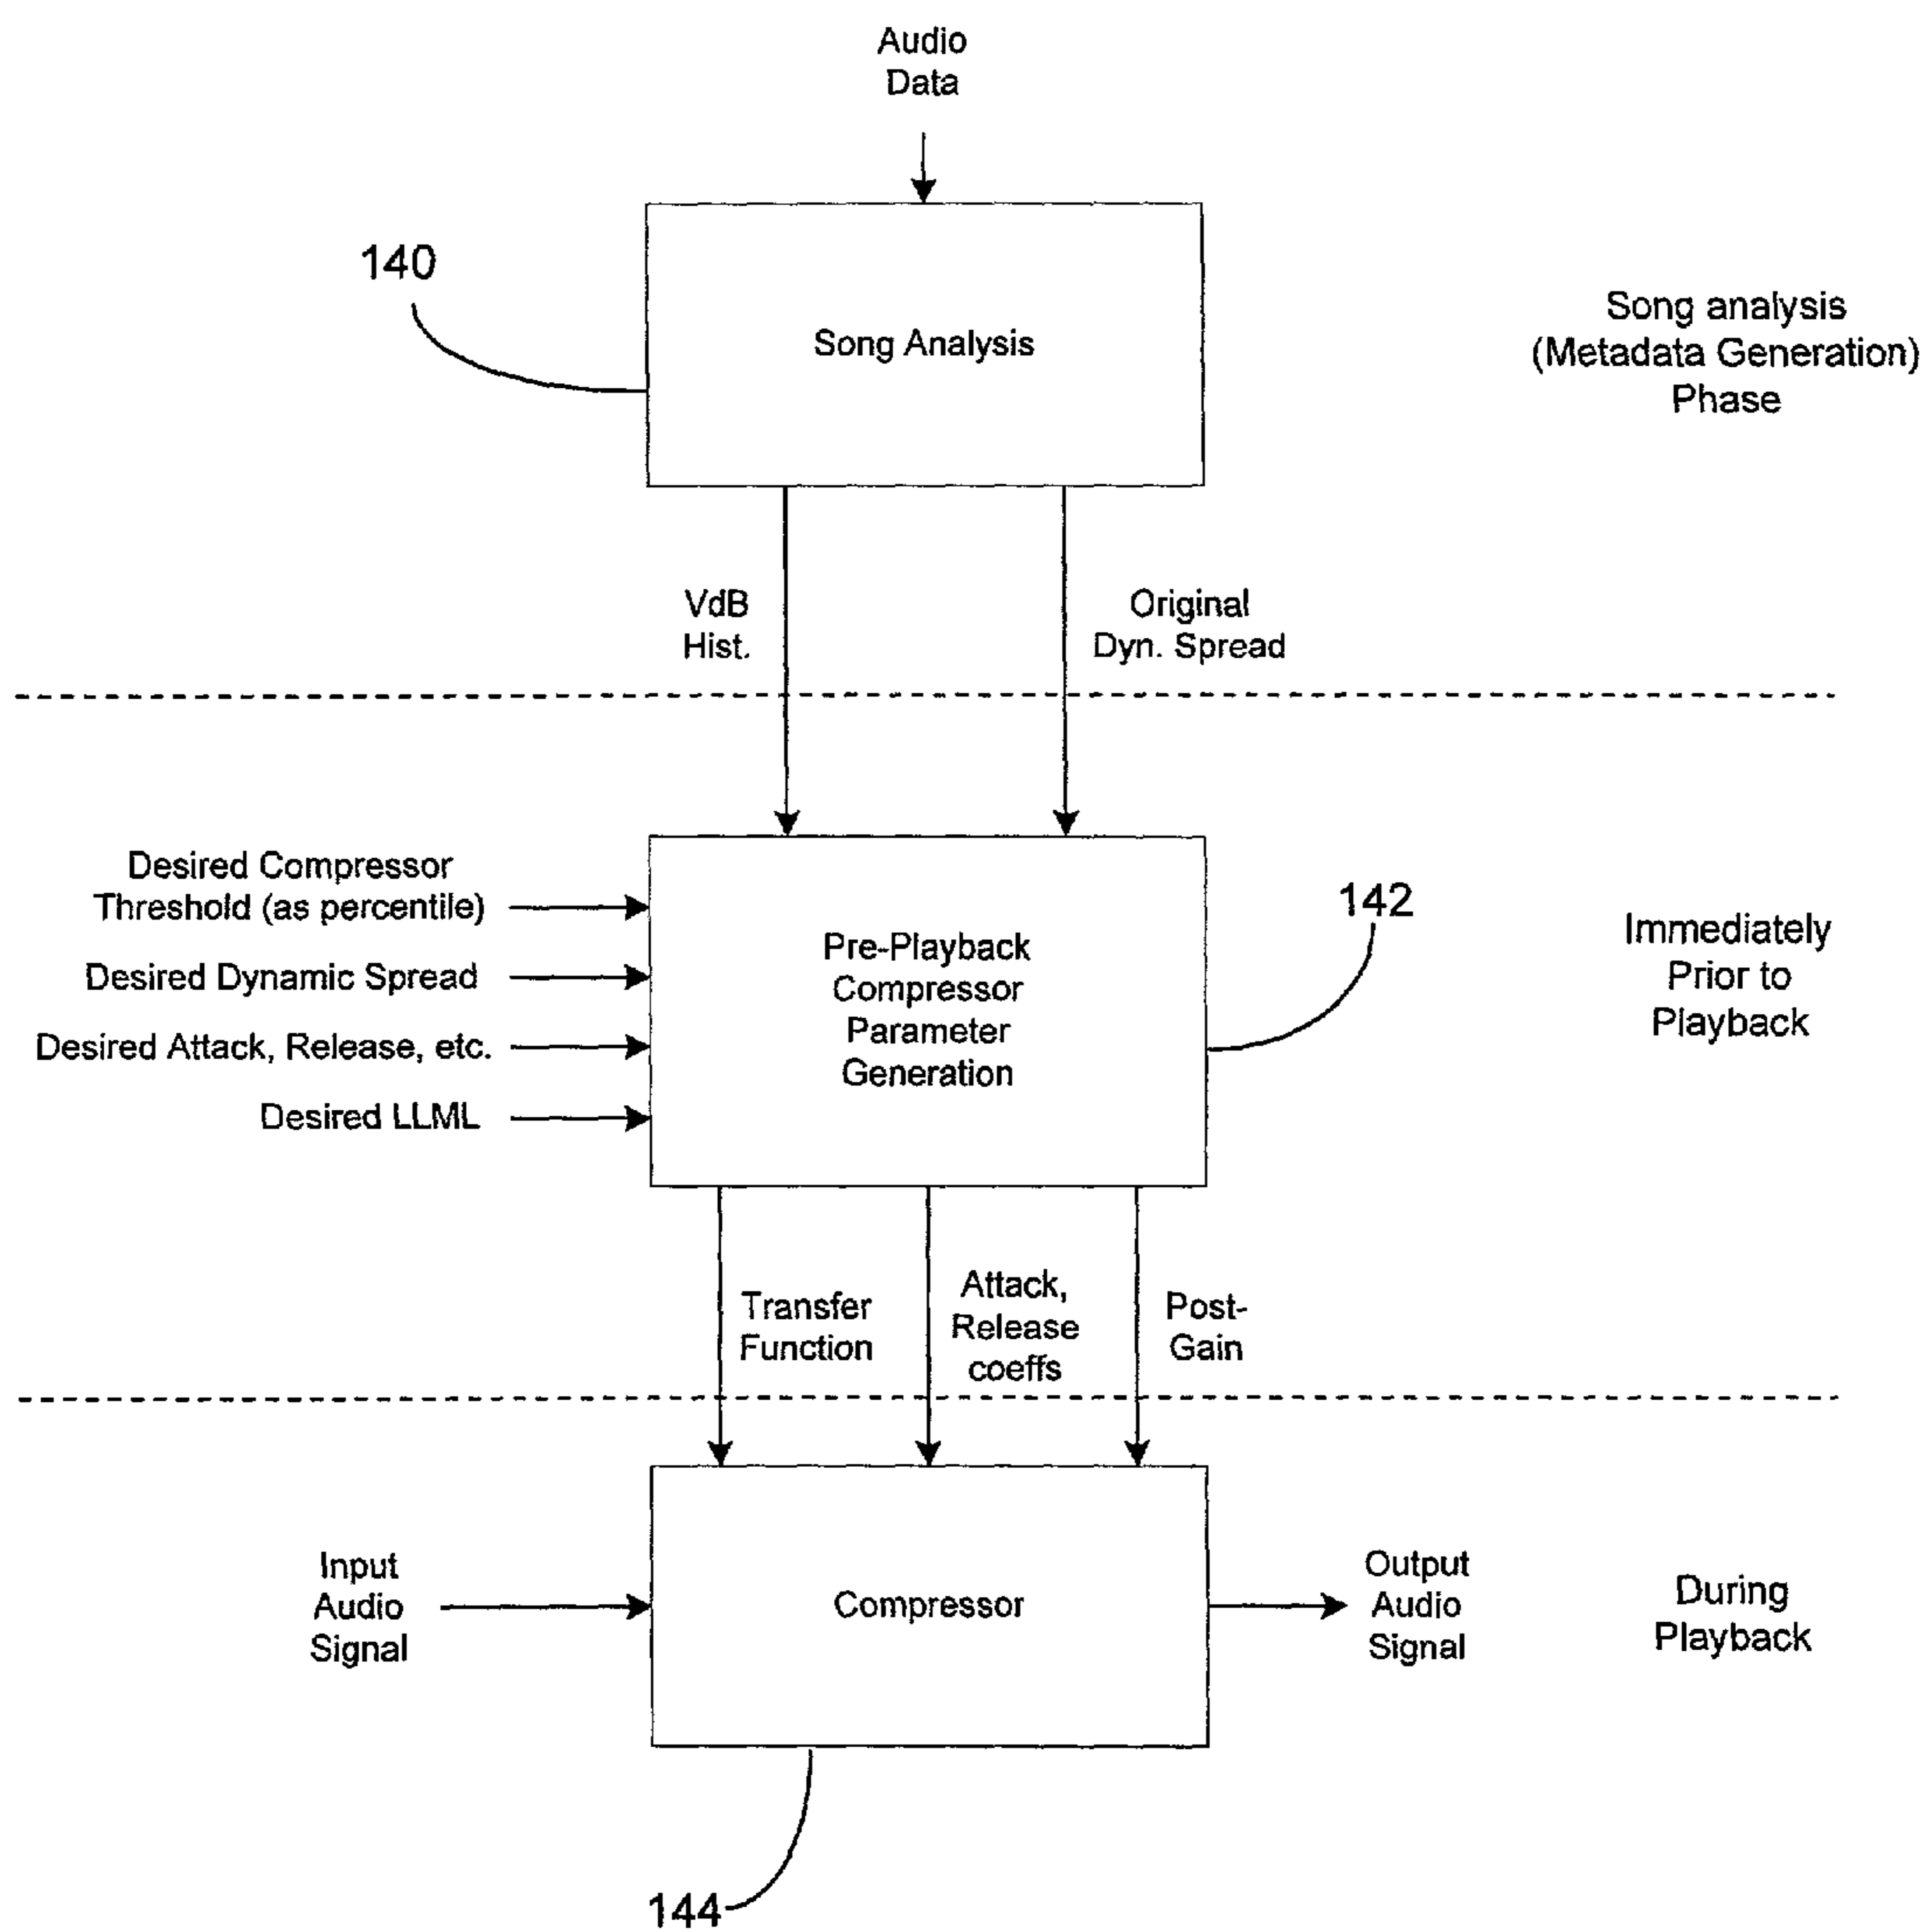 Audio
Data
140
Song Analysis
Song analysis
(Metadata Generation)
Phase
VdB
Hist.
Original
Dyn. Spread
Desired Compressor
Threshold (as percentile)
Desired Dynamic Spread
Desired Attack, Release, etc.
Desired LLML
Pre-Playback
Compressor
Parameter
Generation
142
Immediately
Prior to
Playback
Transfer
Function
Attack,
Release
coeffs
Post-
Gain
Input
Audio
Signal
Compressor
Output
Audio
Signal
During
Playback
144